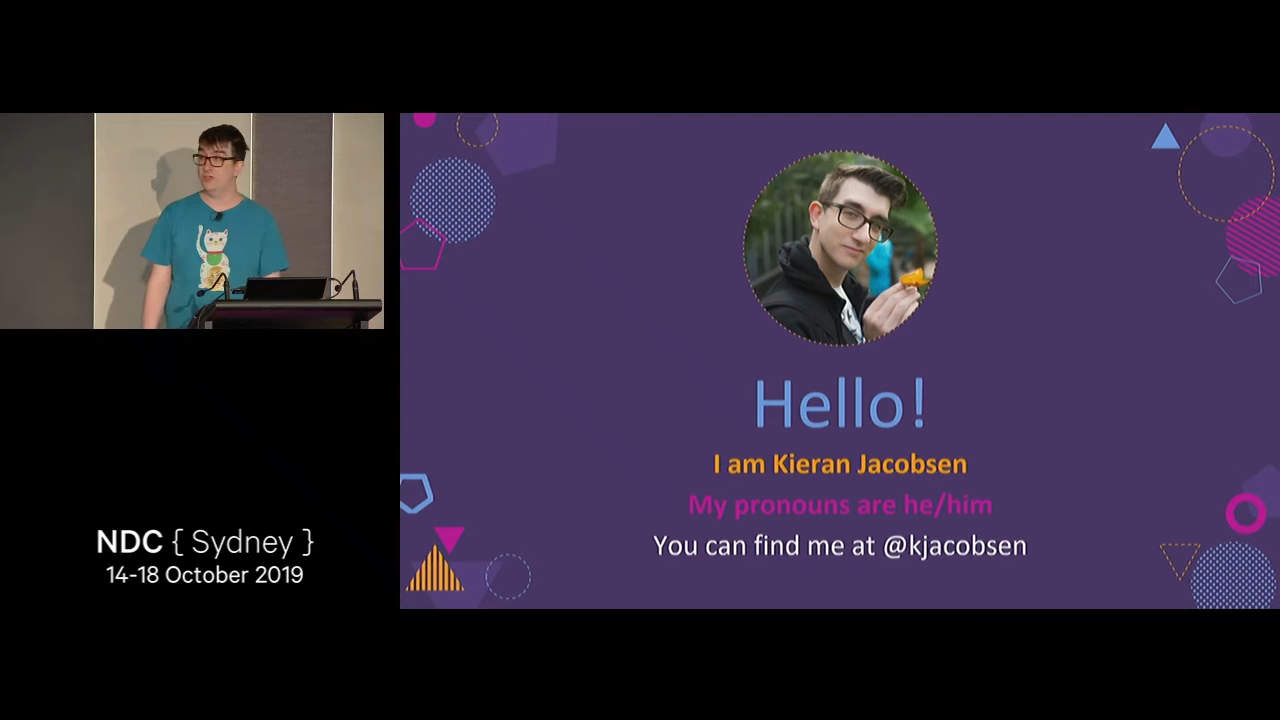 NDC { Sydney }
14-18 October 2019
Hello!
I am Kieran Jacobsen
My pronouns are he/him
You can find me at @kjacobsen